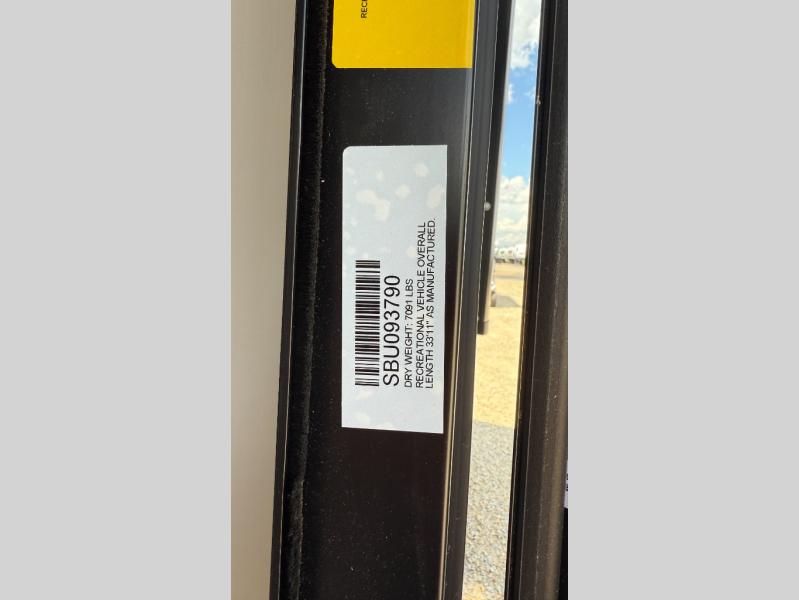 SBU093790
DRY WEIGHT: 7091 LBS
RECREATIONAL VEHICLE OVERALL
LENGTH 33'11" AS MANUFACTURED.